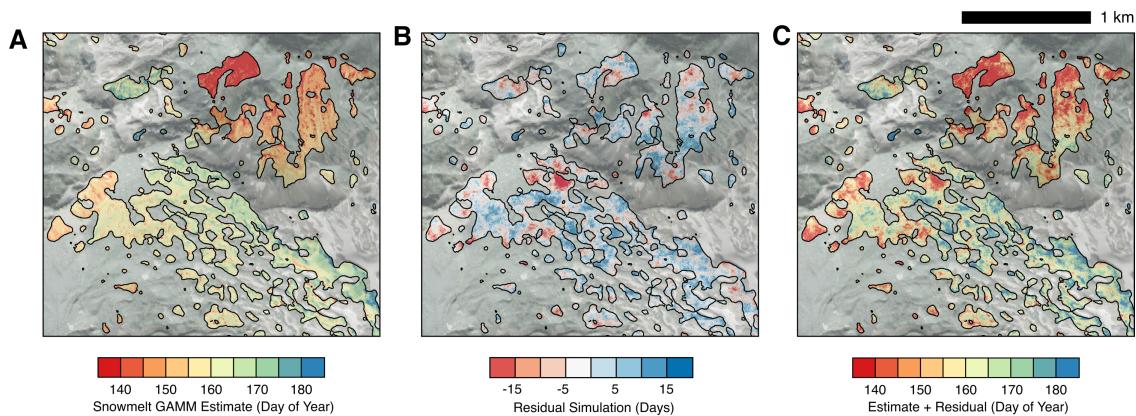 1 km
A
B
C
140 150 160 170 180
Snowmelt GAMM Estimate (Day of Year)
-15 -5 5 15
Residual Simulation (Days)
140 150 160 170 180
Estimate + Residual (Day of Year)